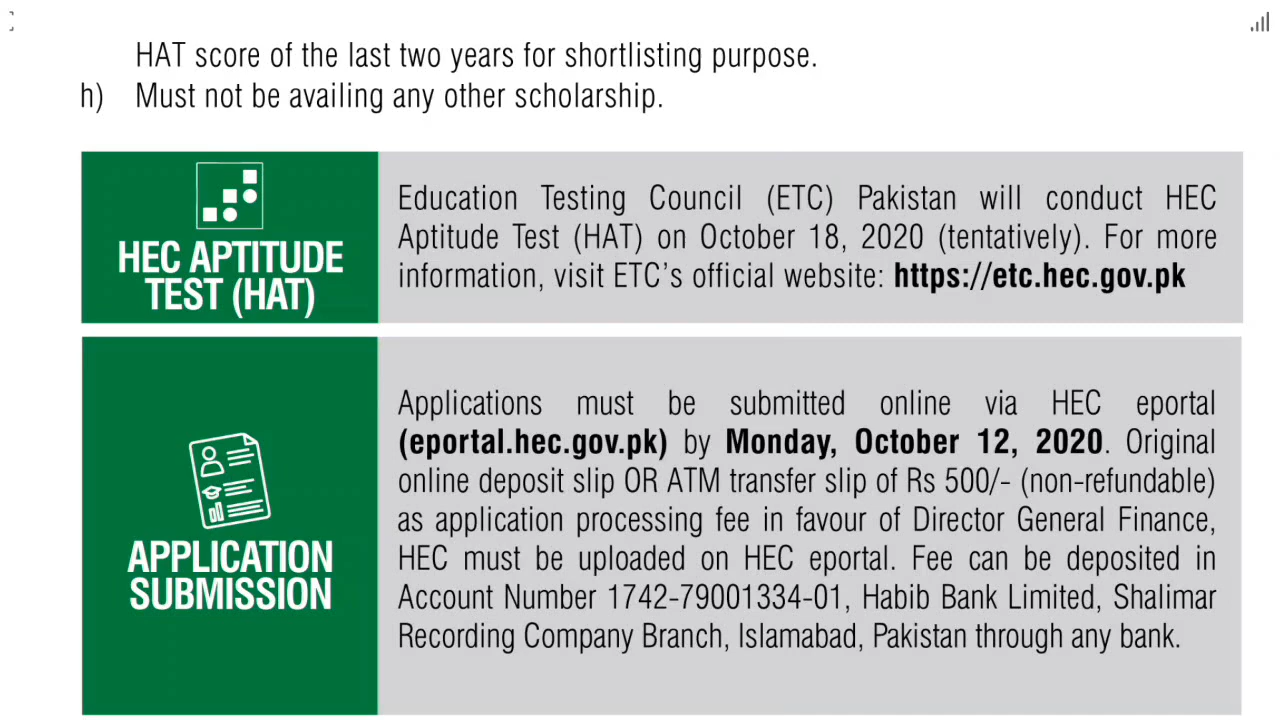 HAT score of the last two years for shortlisting purpose.
h) Must not be availing any other scholarship.
HEC APTITUDE
TEST (HAT)
Education Testing Council (ETC) Pakistan will conduct HEC
Aptitude Test (HAT) on October 18, 2020 (tentatively). For more
information, visit ETC's official website: https://etc.hec.gov.pk
APPLICATION
SUBMISSION
Applications must be submitted online via HEC eportal
(eportal.hec.gov.pk) by Monday, October 12, 2020. Original
online deposit slip OR ATM transfer slip of Rs 500/- (non-refundable)
as application processing fee in favour of Director General Finance,
HEC must be uploaded on HEC eportal. Fee can be deposited in
Account Number 1742-79001334-01, Habib Bank Limited, Shalimar
Recording Company Branch, Islamabad, Pakistan through any bank.